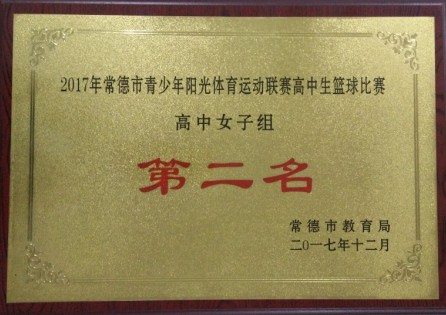 2017年常德市青少年阳光体育运动联赛高中生篮球比赛
高中女子组
第二名
常德市教育局
二〇一七年十二月